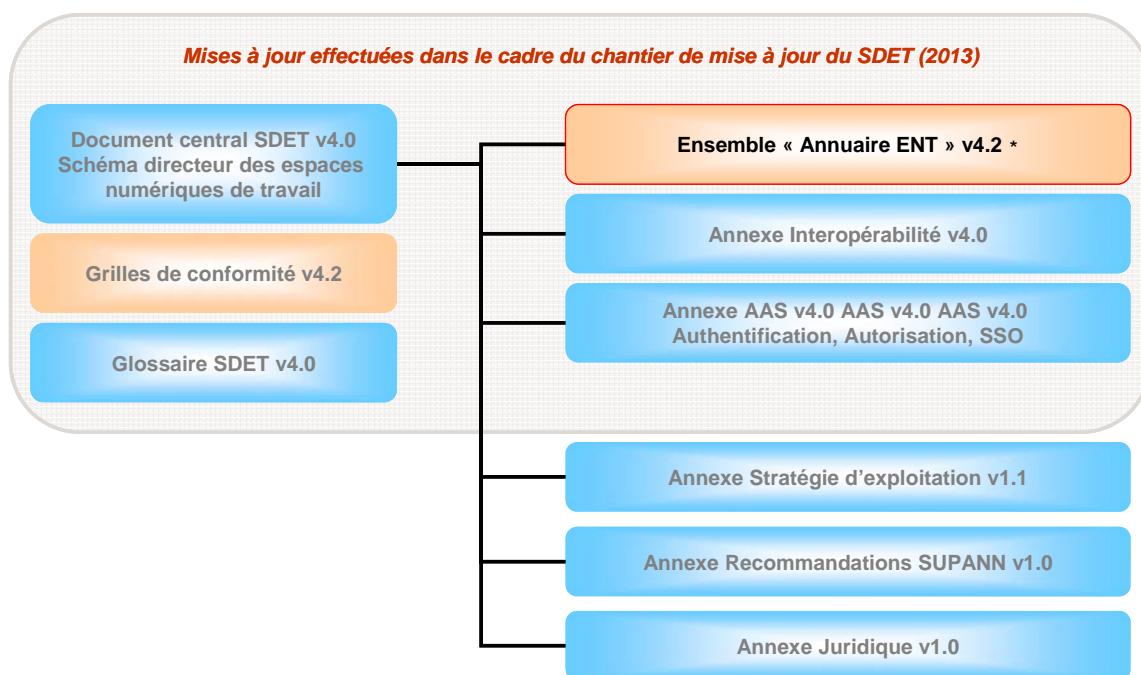 Mises à jour effectuées dans le cadre du chantier de mise à jour du SDET (2013)
Document central SDET v4.0
Schéma directeur des espaces
numériques de travail
Grilles de conformité v4.2
Glossaire SDET v4.0
Ensemble « Annuaire ENT » v4.2 *
Annexe Interopérabilité v4.0
Annexe AAS v4.0 AAS v4.0 AAS v4.0
Authentification, Autorisation, SSO
Annexe Stratégie d’exploitation v1.1
Annexe Recommandations SUPANN v1.0
Annexe Juridique v1.0